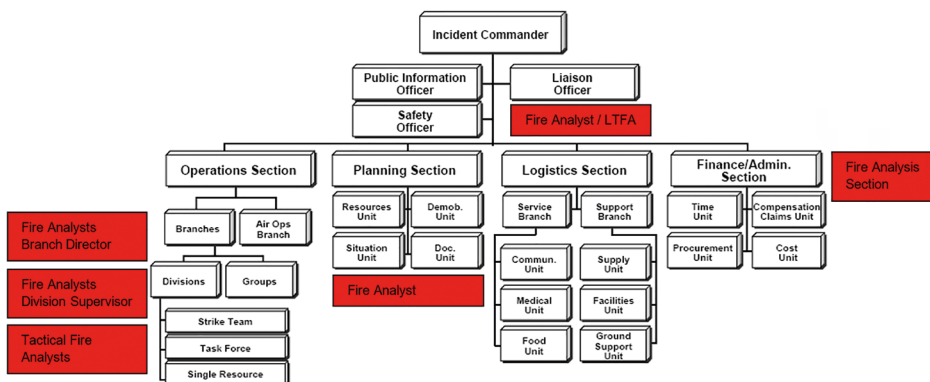 Incident Commander
Public Information
Officer
Liaison
Officer
Safety
Officer
Fire Analyst / LTFA
Operations Section
Planning Section
Logistics Section
Finance/Admin.
Section
Fire Analysis
Section
Branches
Air Ops
Branch
Resources
Unit
Demob.
Unit
Service
Branch
Support
Branch
Time
Unit
Compensation
Claims Unit
Fire Analysts
Branch Director
Situation
Unit
Doc.
Unit
Commun.
Unit
Supply
Unit
Procurement
Unit
Cost
Unit
Fire Analysts
Division Supervisor
Divisions
Groups
Fire Analyst
Medical
Unit
Facilities
Unit
Tactical Fire
Analysts
Strike Team
Task Force
Single Resource
Food
Unit
Ground
Support
Unit